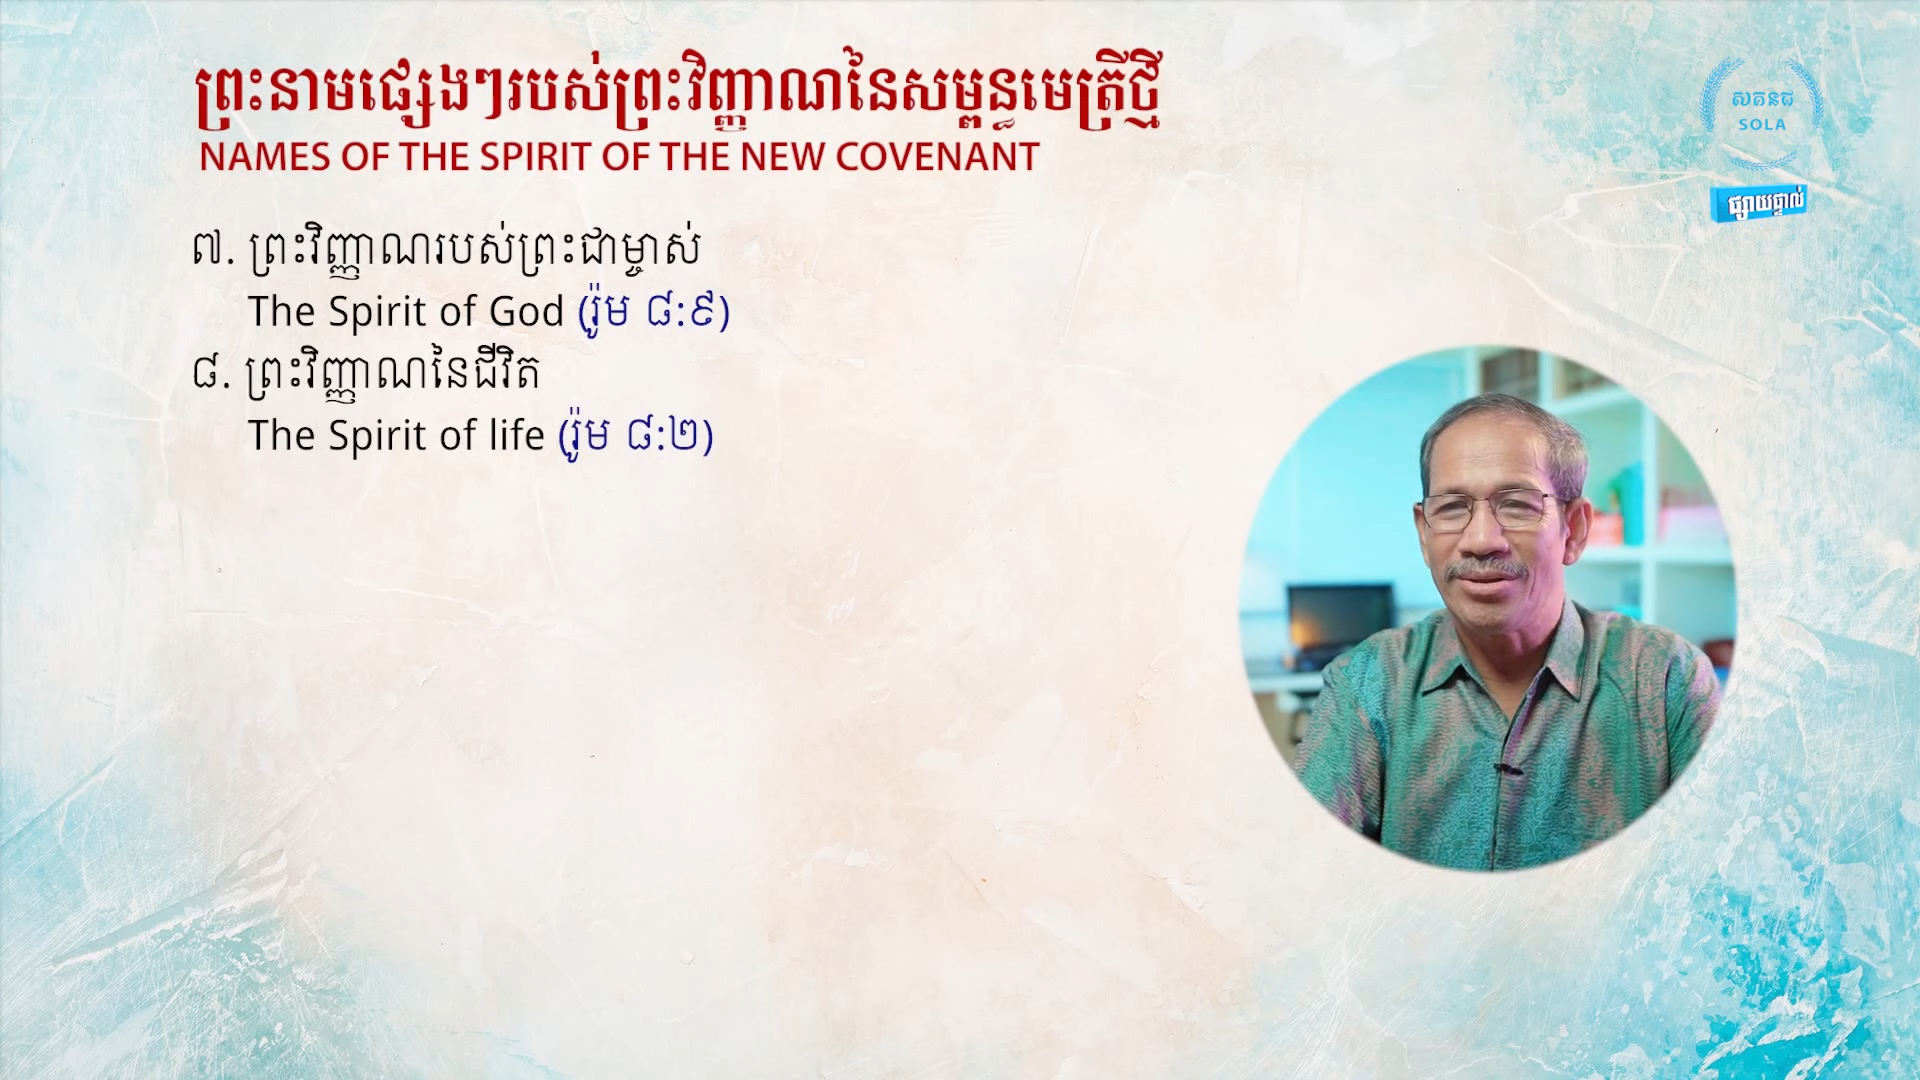 ព្រះនាមផ្សេងៗរបស់ព្រះវិញ្ញាណនៃសម្ពន្ធមេត្រីថ្មី
NAMES OF THE SPIRIT OF THE NEW COVENANT
៧. ព្រះវិញ្ញាណរបស់ព្រះជាម្ចាស់
The Spirit of God (រ៉ូម ៨:៩)
៨. ព្រះវិញ្ញាណនៃជីវិត
The Spirit of life (រ៉ូម ៨:២)
សគនជ
SOLA
ផ្សាយផ្ទាល់